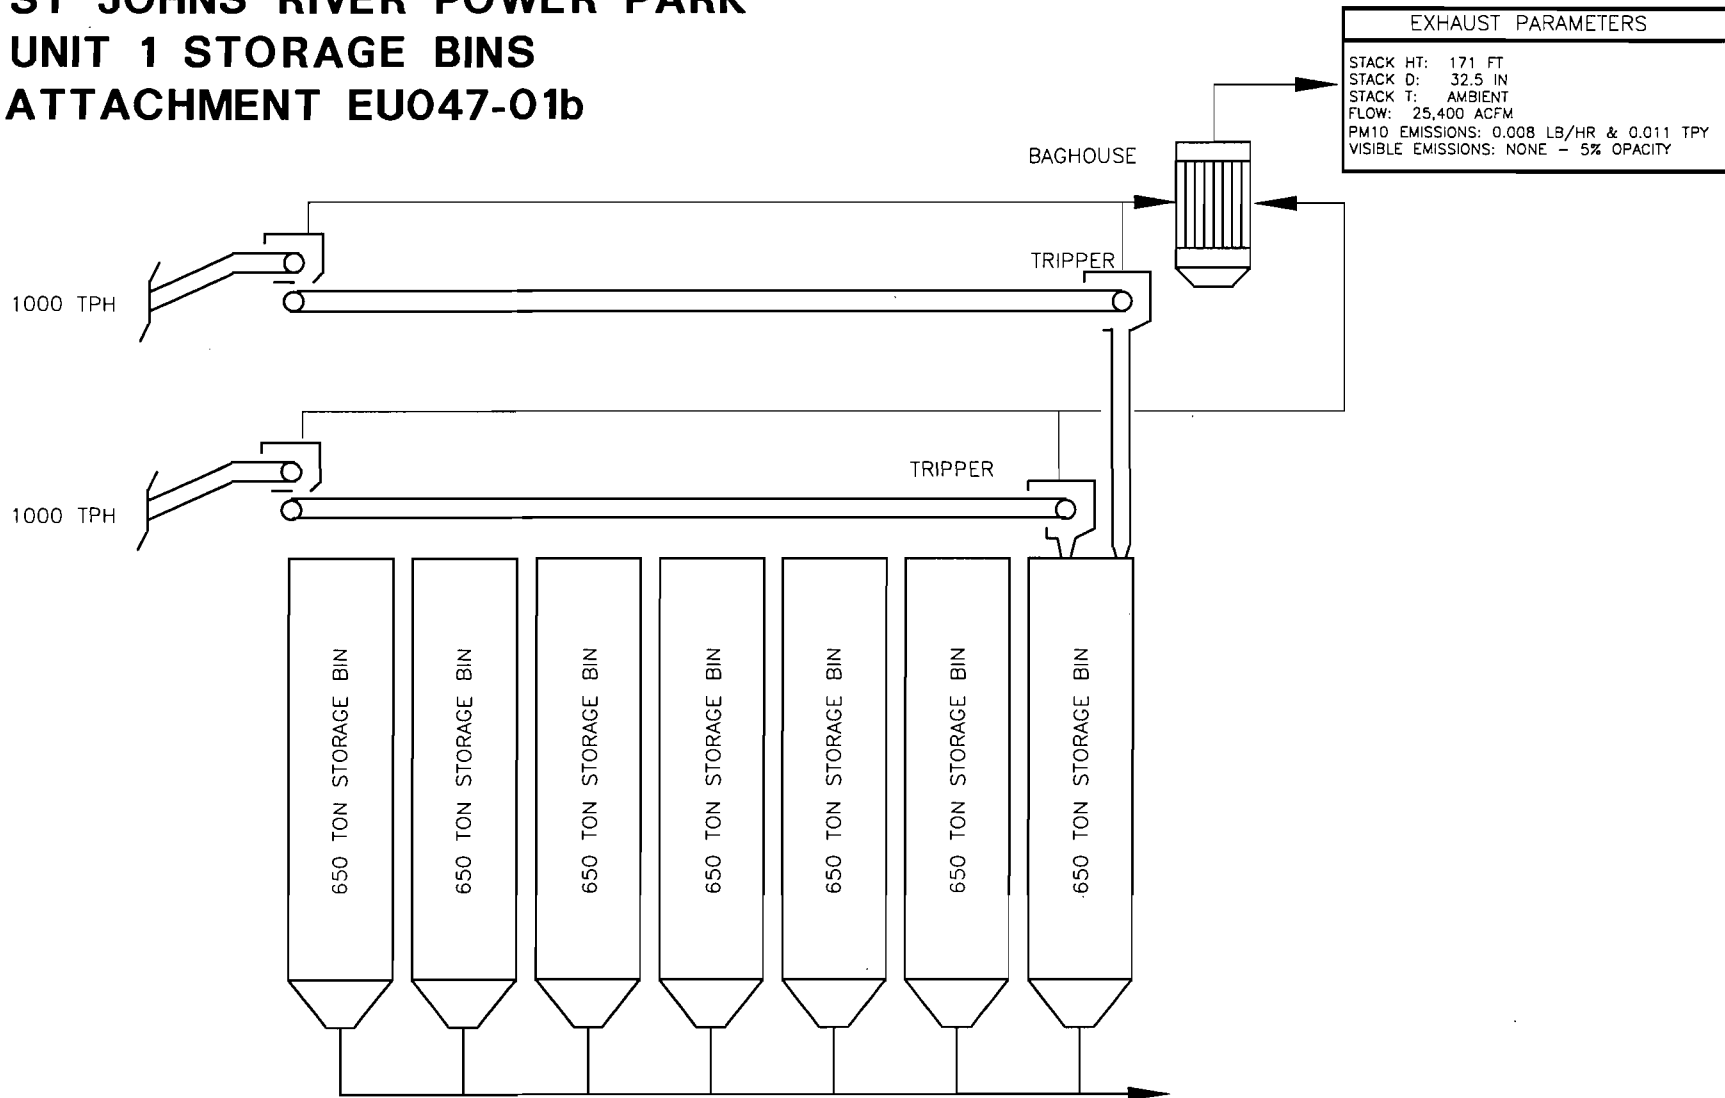 ST JOHNS RIVER POWER PARK
UNIT 1 STORAGE BINS
ATTACHMENT EU047-01b
EXHAUST PARAMETERS
STACK HT: 171 FT
STACK D: 32.5 IN
STACK T: AMBIENT
FLOW: 25,400 ACFM
PM10 EMISSIONS: 0.008 LB/HR & 0.011 TPY
VISIBLE EMISSIONS: NONE - 5% OPACITY
BAGHOUSE
TRIPPER
1000 TPH
TRIPPER
1000 TPH
650 TON STORAGE BIN
650 TON STORAGE BIN
650 TON STORAGE BIN
650 TON STORAGE BIN
650 TON STORAGE BIN
650 TON STORAGE BIN
650 TON STORAGE BIN